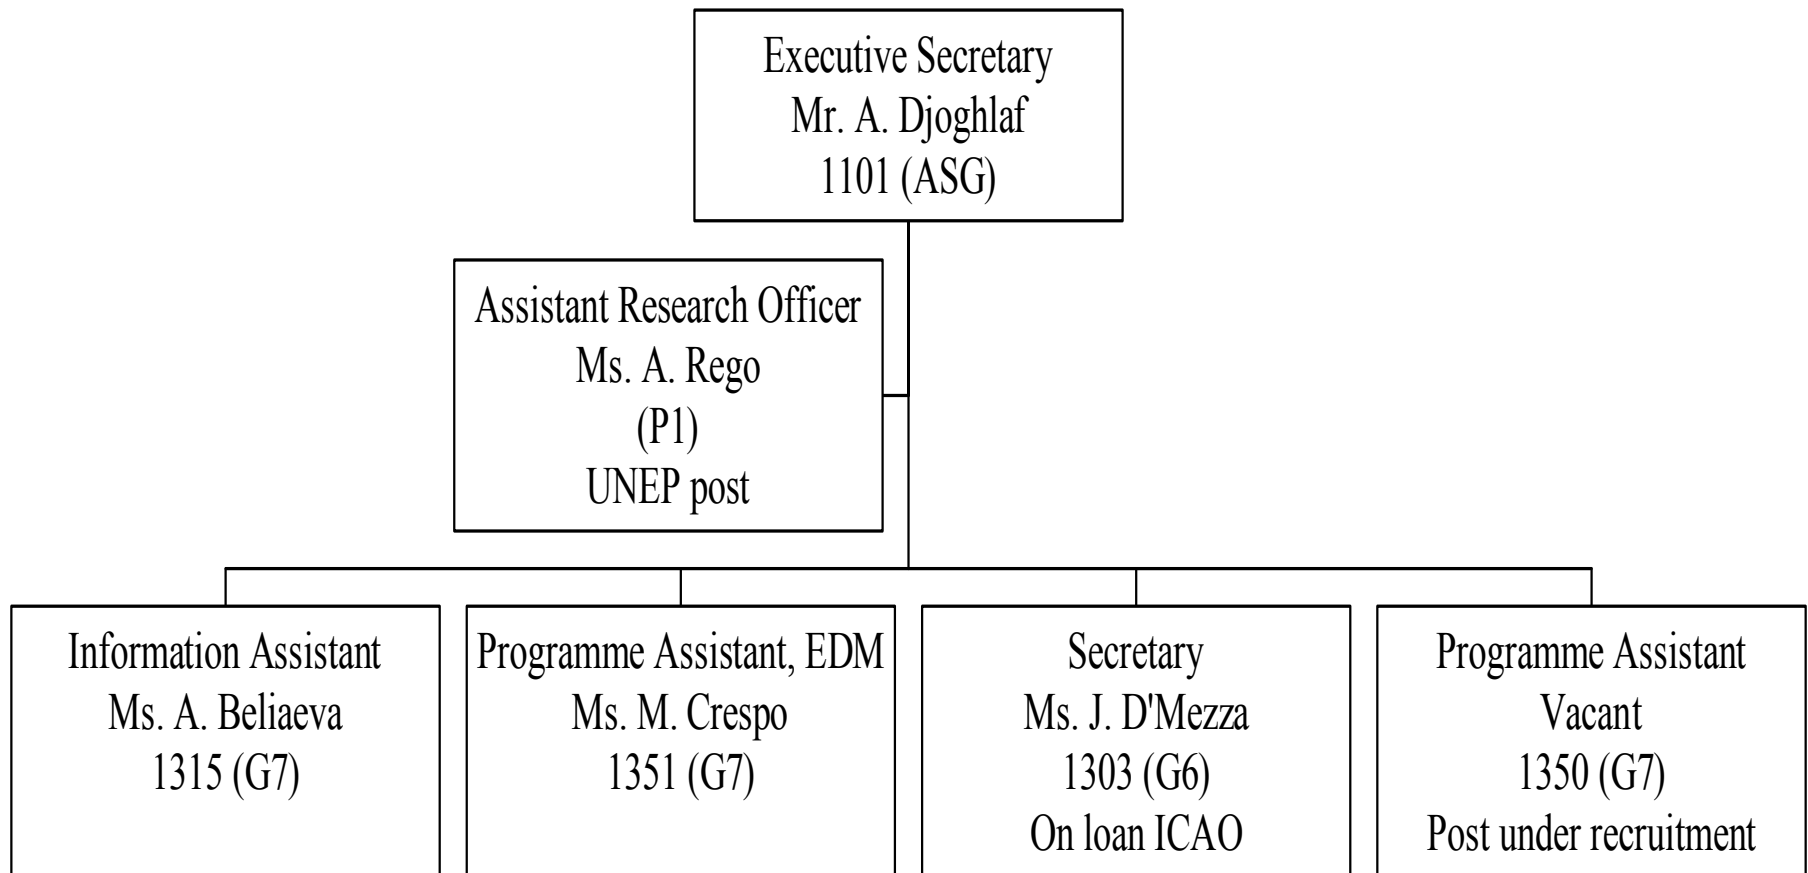 Executive Secretary
Mr. A. Djoghlaf
1101 (ASG)
Assistant Research Officer
Ms. A. Rego
(P1)
UNEP post
Information Assistant
Ms. A. Beliaeva
1315 (G7)
Programme Assistant, EDM
Ms. M. Crespo
1351 (G7)
Secretary
Ms. J. D'Mezza
1303 (G6)
On loan ICAO
Programme Assistant
Vacant
1350 (G7)
Post under recruitment